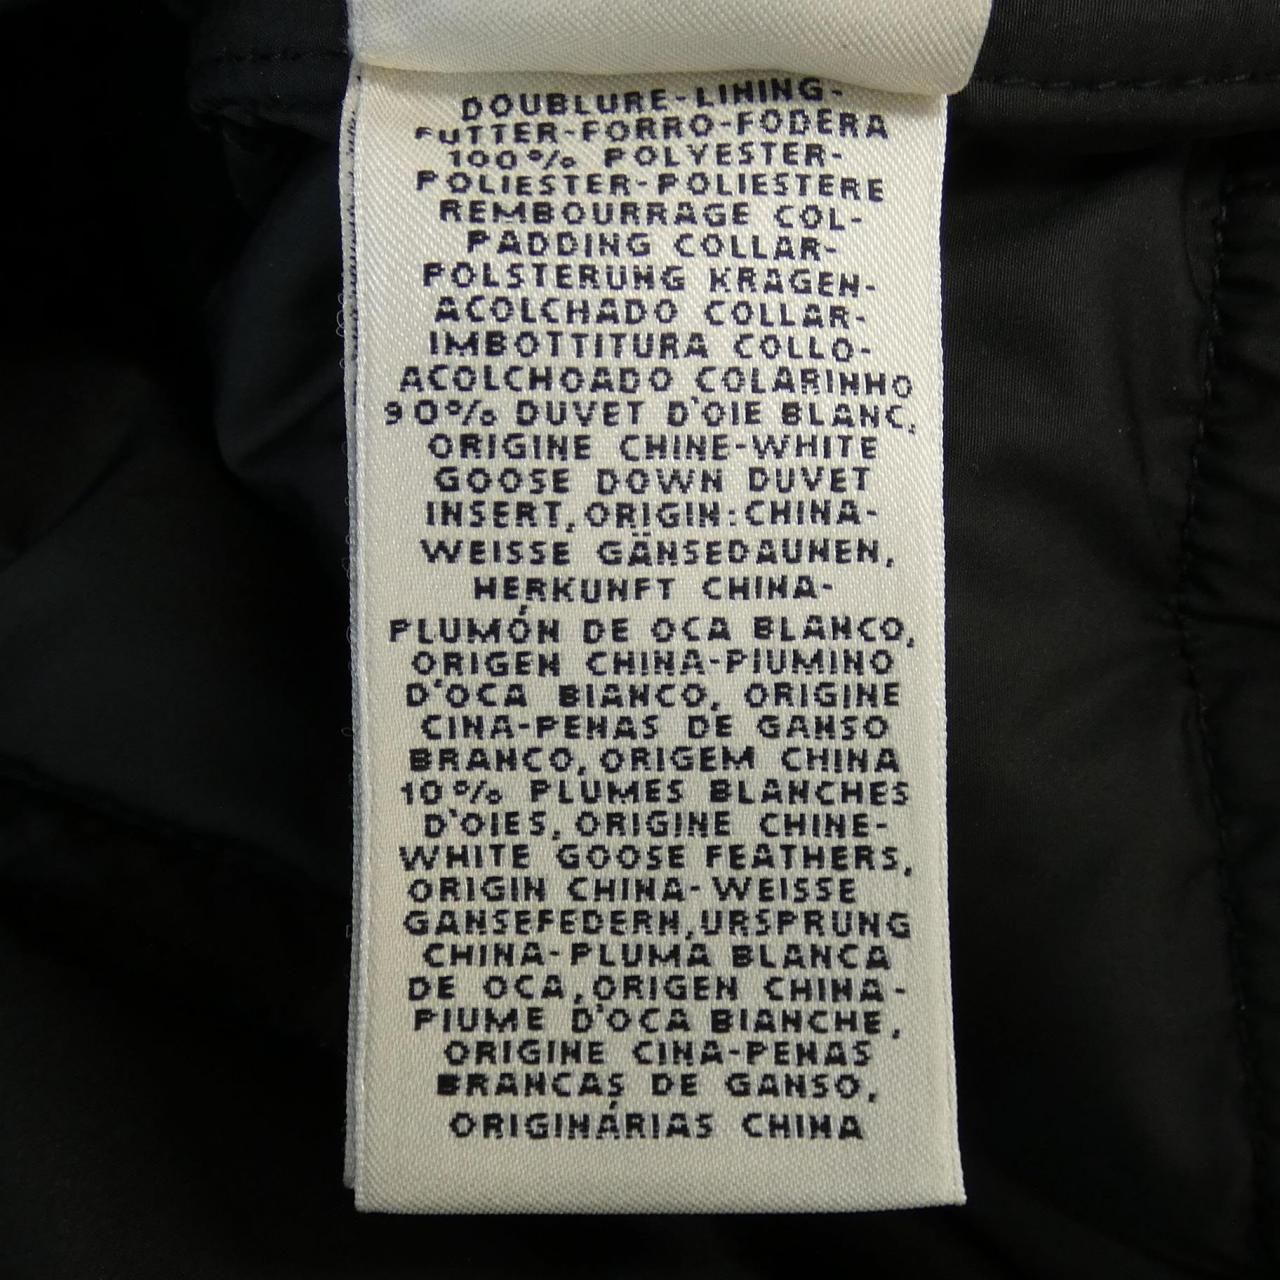 DOUBLURE-LINING-
FUTTER-FORRO-FODERA
100% POLYESTER-
POLIESTER-POLIESTERE
REMBOURRAGE COL-
PADDING COLLAR-
POLSTERUNG KRAGEN-
ACOLCHADO COLLAR-
IMBOTTITURA COLLO-
ACOLCHOADO COLARINHO
90% DUVET D'OIE BLANC,
ORIGINE CHINE-WHITE
GOOSE DOWN DUVET
INSERT, ORIGIN: CHINA-
WEISSE GÄNSEDAUNEN,
HERKUNFT CHINA-
PLUMÓN DE OCA BLANCO,
ORIGEN CHINA-PIUMINO
D'OCA BIANCO, ORIGINE
CINA-PENAS DE GANSO
BRANCO, ORIGEM CHINA
10% PLUMES BLANCHES
D'OIES, ORIGINE CHINE-
WHITE GOOSE FEATHERS,
ORIGIN CHINA-WEISSE
GANSEFEDERN, URSPRUNG
CHINA-PLUMA BLANCA
DE OCA, ORIGEN CHINA-
PIUME D'OCA BIANCHE,
ORIGINE CINA-PENAS
BRANCAS DE GANSO,
ORIGINÁRIAS CHINA